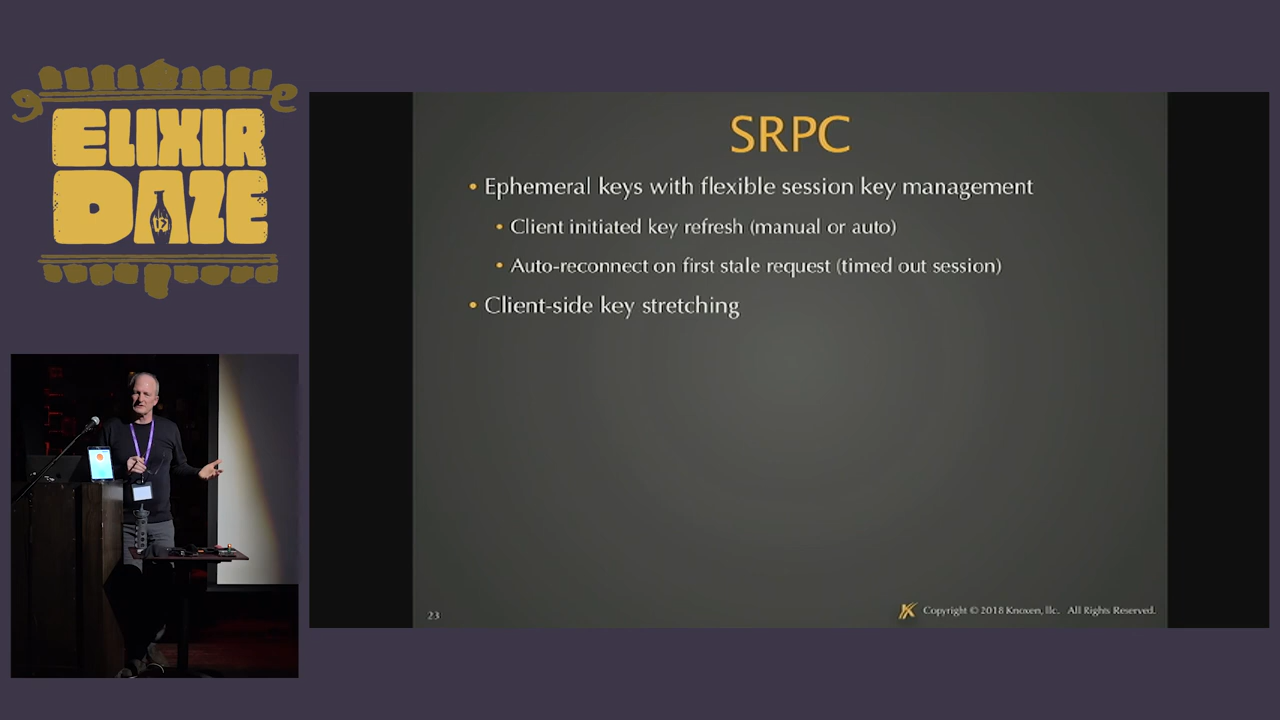 ELIXIR
DAZE
SRPC
• Ephemeral keys with flexible session key management
• Client initiated key refresh (manual or auto)
• Auto-reconnect on first stale request (timed out session)
• Client-side key stretching
23
Copyright © 2018 Knoxen, llc. All Rights Reserved.